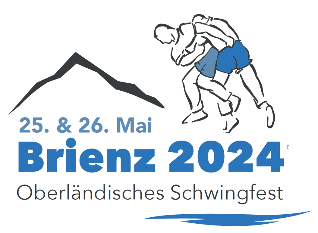 25. & 26. Mai
Brienz 2024
Oberländisches Schwingfest